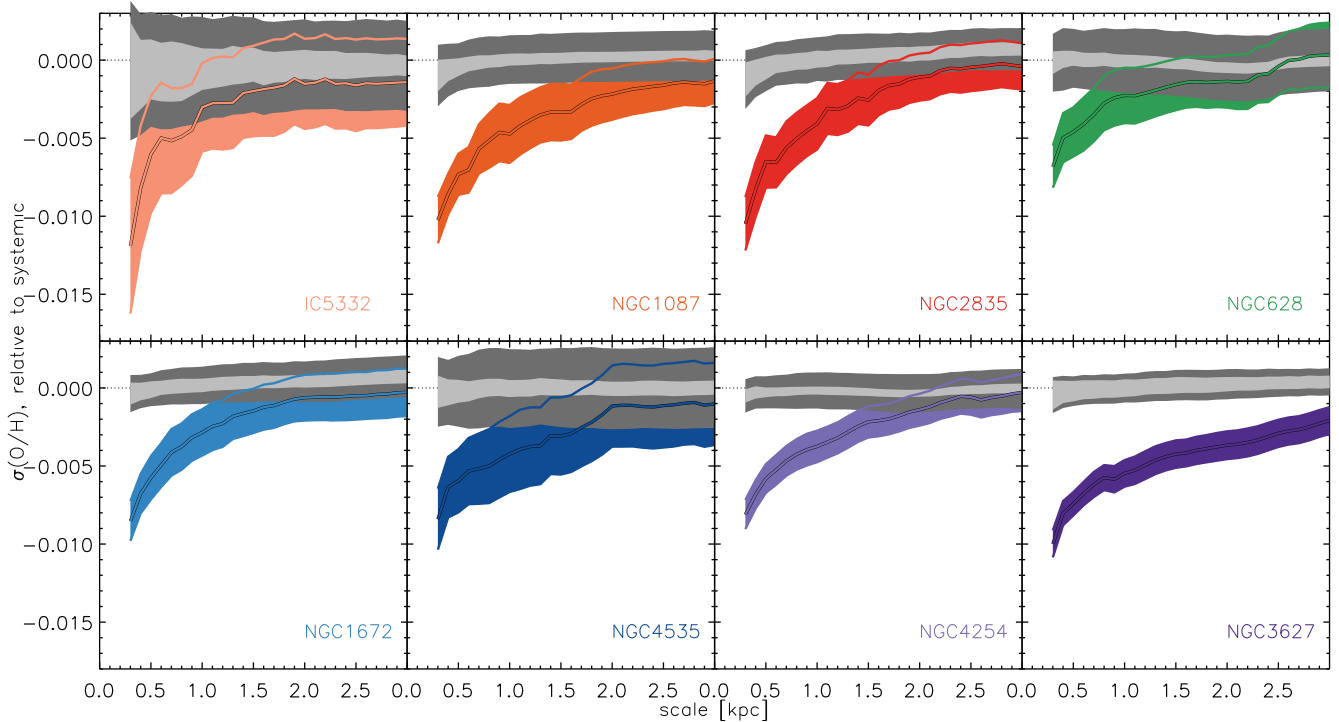 0.000
−0.005
−0.010
−0.015
IC5332
NGC1087
NGC2835
NGC628
σ(O/H), relative to systemic
0.000
−0.005
−0.010
−0.015
NGC1672
NGC4535
NGC4254
NGC3627
0.0 0.5 1.0 1.5 2.0 2.5 0.0 0.5 1.0 1.5 2.0 2.5 0.0 0.5 1.0 1.5 2.0 2.5 0.0 0.5 1.0 1.5 2.0 2.5
scale [kpc]